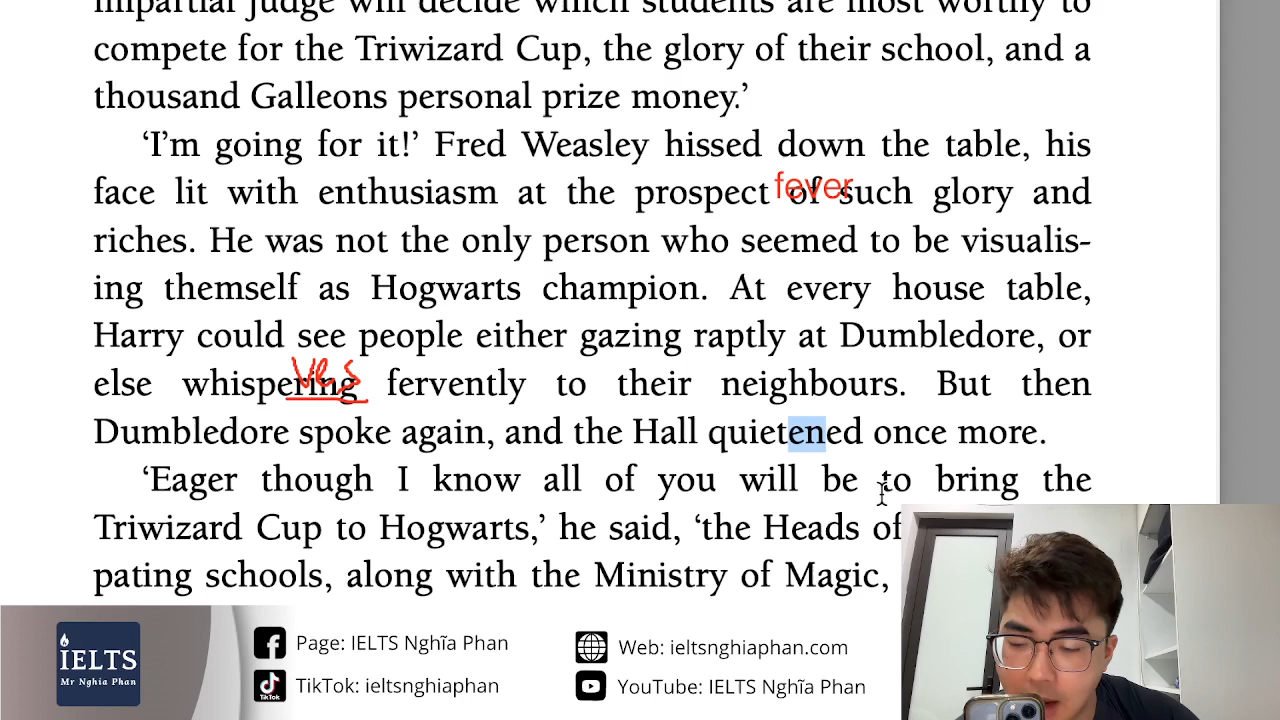 impartial judge will decide which students are most worthy to
compete for the Triwizard Cup, the glory of their school, and a
thousand Galleons personal prize money.’
‘I’m going for it!’ Fred Weasley hissed down the table, his
face lit with enthusiasm at the prospect of such glory and
fever
riches. He was not the only person who seemed to be visualis-
ing themself as Hogwarts champion. At every house table,
Harry could see people either gazing raptly at Dumbledore, or
ves
else whispering fervently to their neighbours. But then
Dumbledore spoke again, and the Hall quietened once more.
‘Eager though I know all of you will be to bring the
Triwizard Cup to Hogwarts,’ he said, ‘the Heads of
pating schools, along with the Ministry of Magic,
IELTS
Mr Nghia Phan
Page: IELTS Nghĩa Phan
TikTok: ieltsnghiaphan
Web: ieltsnghiaphan.com
YouTube: IELTS Nghĩa Phan
TikTok